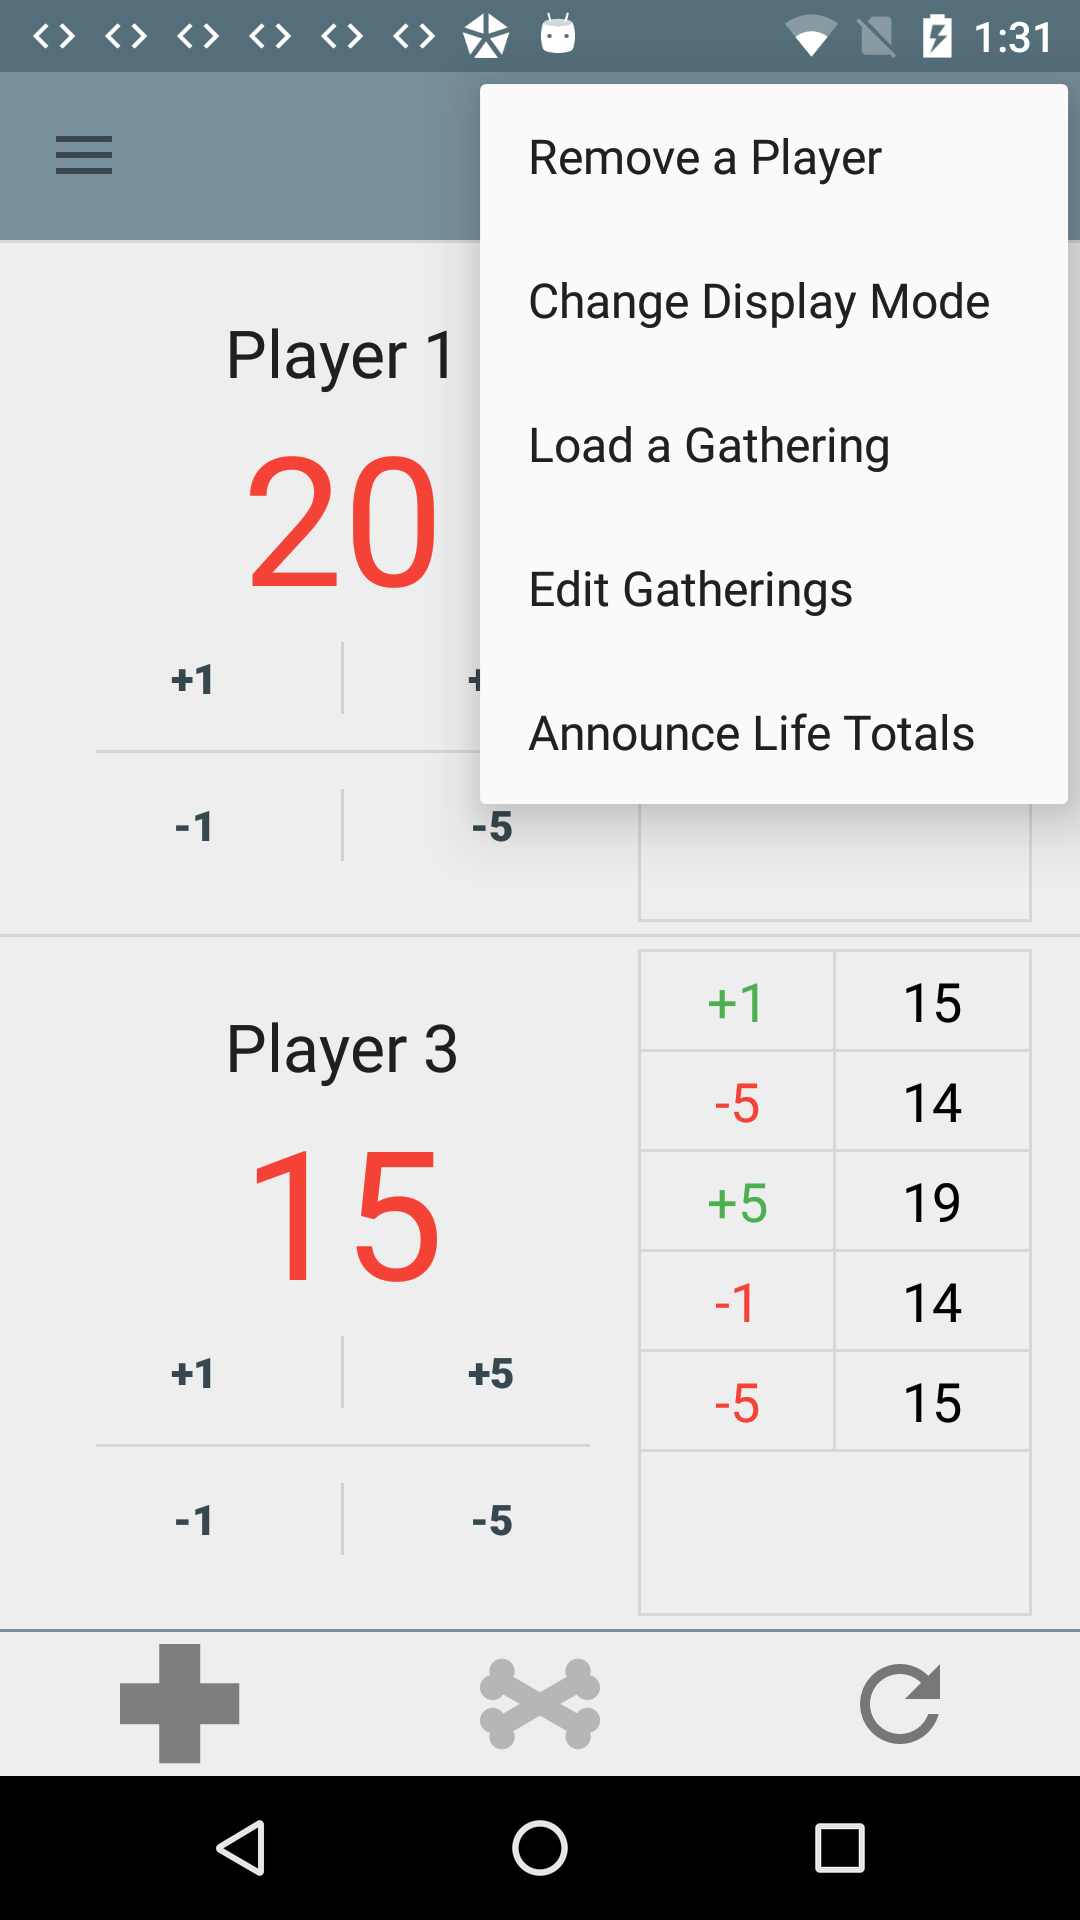 1:31
Remove a Player
Change Display Mode
Load a Gathering
Edit Gatherings
Announce Life Totals
Player 1
20
+1
-1 -5
Player 3
15
+1 +5
-1 -5
+1 15
-5 14
+5 19
-1 14
-5 15